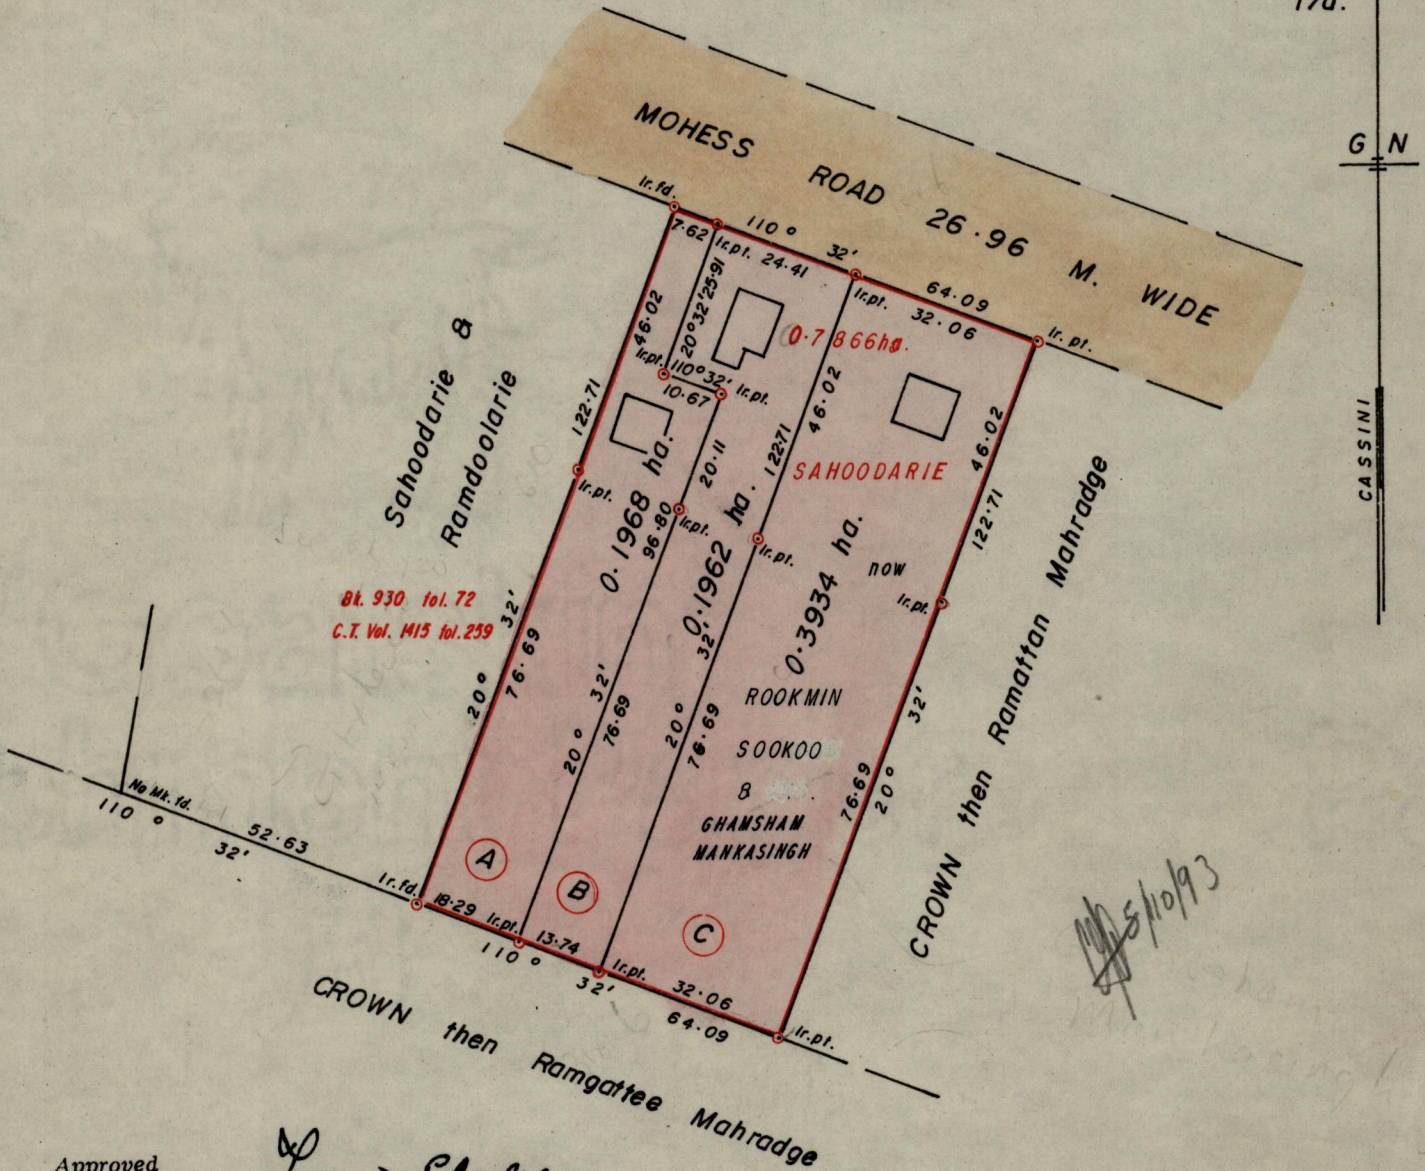 17a.
G N
CASSINI
MOHESS ROAD 26·96 M. WIDE
Ir. fd.
7·62
Ir. pt. 24·41
110° 32'
64·09
32·06
Ir. pt.
Ir. pt.
46·02
20° 32' 25·91
0·7866ha.
Ir. pt.
110° 32'
Ir. pt.
10·67
46·02
46·02
Sahoodarie &
Ramdoolarie
122·71
20·11
122·71
SAHOODARIE
122·71
Ir. pt.
Ir. pt.
Ir. pt.
Ir. pt.
96·80
0·1968 ha.
0·1962 ha.
0·3934 ha.
now
Bk. 930 fol. 72
C.T. Vol. 1415 fol. 259
20° 32'
76·69
20° 32'
76·69
20° 32'
76·69
20° 32'
76·69
ROOKMIN
SOOKOO
&
GHAMSHAM
MANKASINGH
CROWN then Ramattan Mahradge
No Mk. fd.
110° 32'
52·63
Ir. fd.
A
B
C
18·29
Ir. pt.
13·74
Ir. pt.
32·06
110° 32'
64·09
Ir. pt.
CROWN then Ramgattee Mahradge
5/10/93
Approved